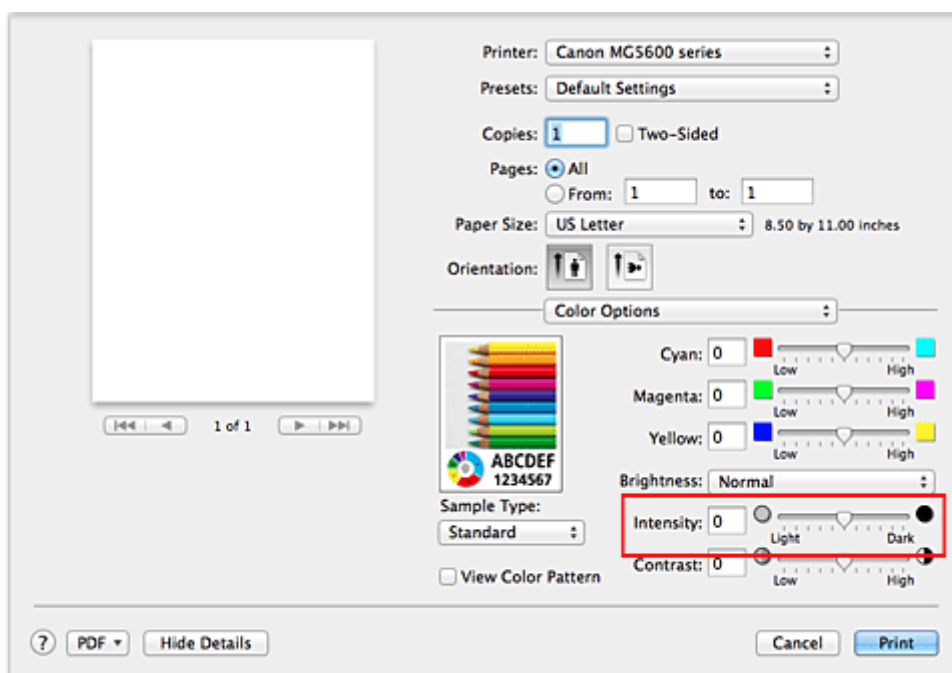 Printer: Canon MG5600 series
Presets: Default Settings
Copies: 1 Two-Sided
Pages: All
From: 1 to: 1
Paper Size: US Letter 8.50 by 11.00 inches
Orientation:
Color Options
1 of 1
ABCDEF
1234567
Sample Type:
Standard
View Color Pattern
Cyan: 0
Low High
Magenta: 0
Low High
Yellow: 0
Low High
Brightness: Normal
Intensity: 0
Light Dark
Contrast: 0
Low High
? PDF Hide Details Cancel Print